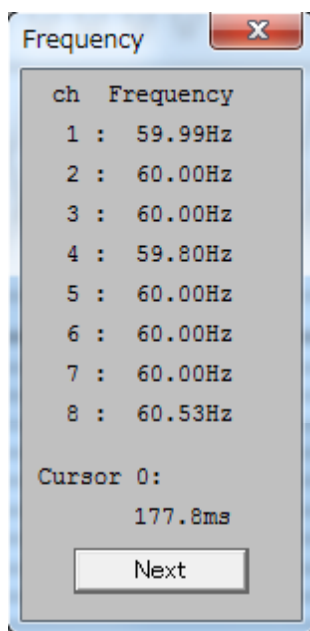 Frequency
ch Frequency
1 : 59.99Hz
2 : 60.00Hz
3 : 60.00Hz
4 : 59.80Hz
5 : 60.00Hz
6 : 60.00Hz
7 : 60.00Hz
8 : 60.53Hz
Cursor 0:
177.8ms
Next